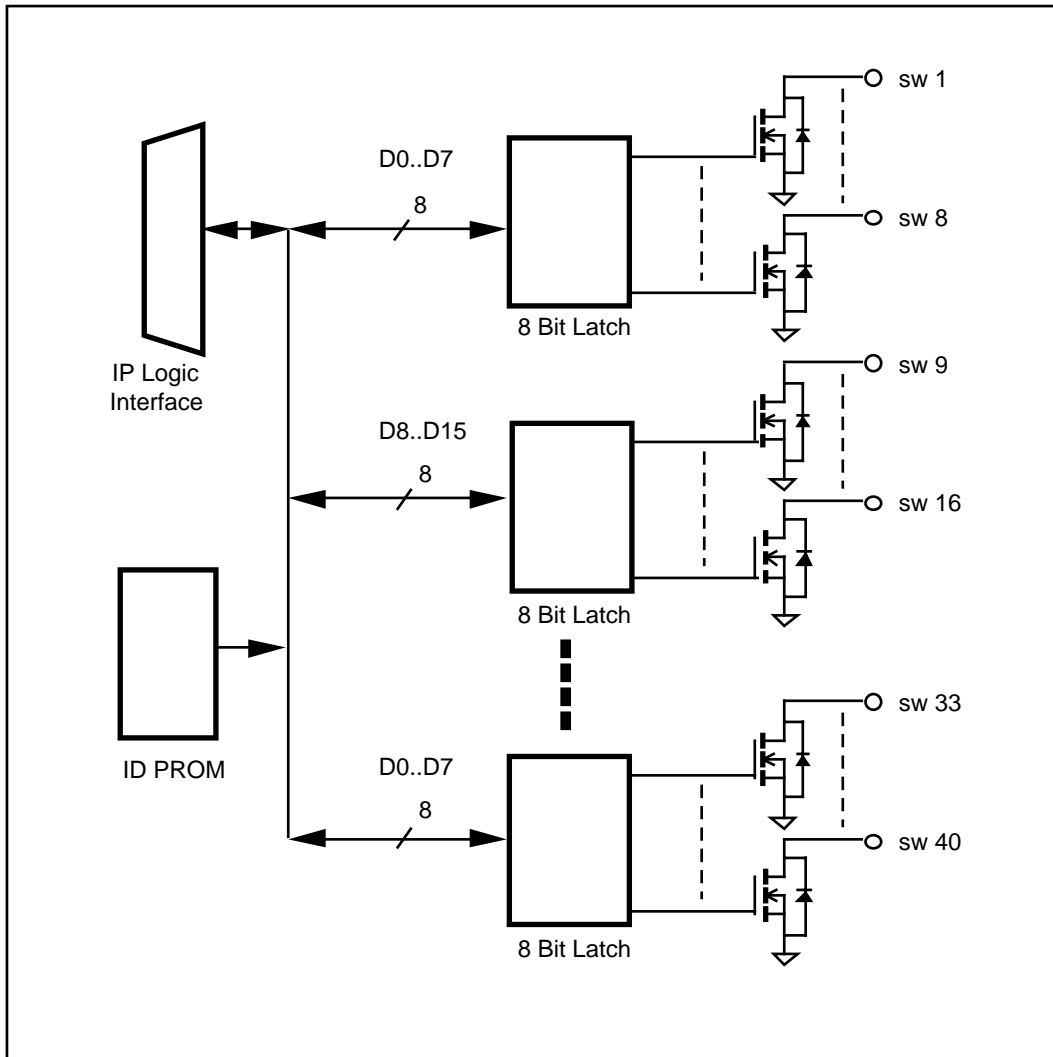 sw 1
D0..D7
8
sw 8
8 Bit Latch
IP Logic
Interface
sw 9
D8..D15
8
sw 16
8 Bit Latch
ID PROM
sw 33
D0..D7
8
sw 40
8 Bit Latch